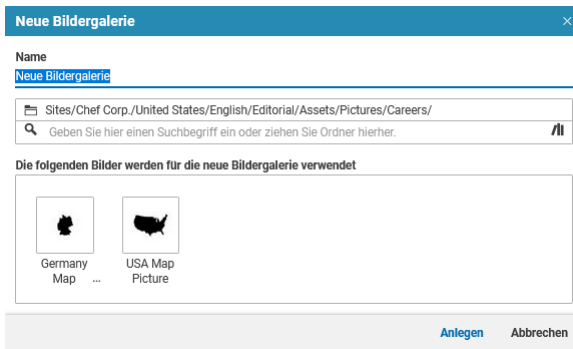 Neue Bildergalerie
Name
Neue Bildergalerie
Sites/Chef Corp./United States/English/Editorial/Assets/Pictures/Careers/
Geben Sie hier einen Suchbegriff ein oder ziehen Sie Ordner hierher.
Die folgenden Bilder werden für die neue Bildergalerie verwendet
Germany
Map ...
USA Map
Picture
Anlegen Abbrechen